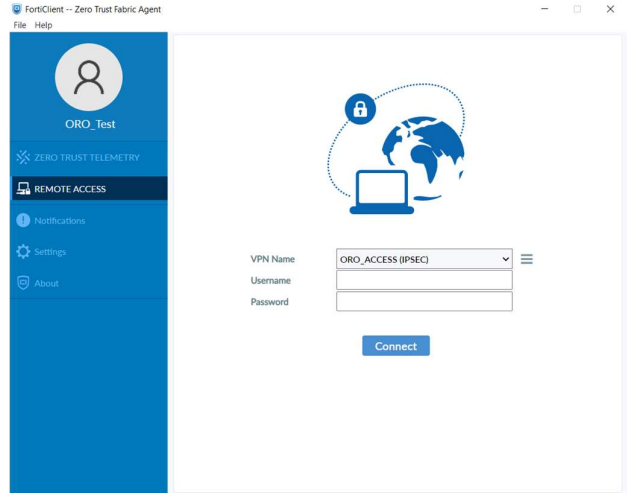 FortiClient -- Zero Trust Fabric Agent
File Help
ORO_Test
ZERO TRUST TELEMETRY
REMOTE ACCESS
Notifications
Settings
About
VPN Name ORO_ACCESS (IPSEC)
Username
Password
Connect